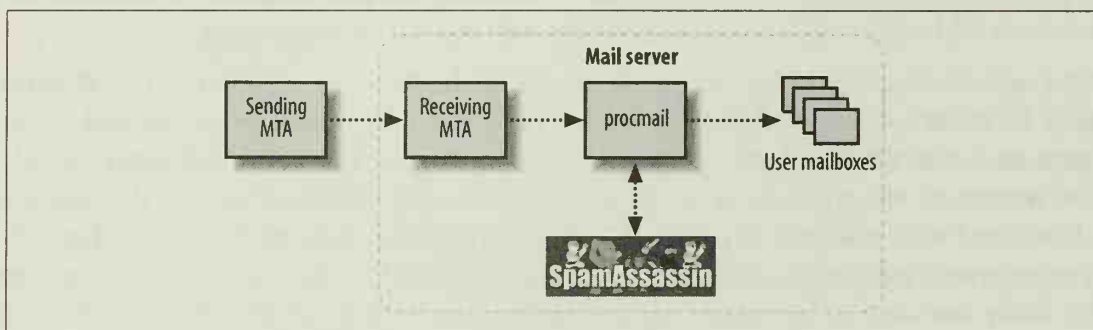 Mail server
Sending
MTA
Receiving
MTA
procmail
User mailboxes
SpamAssassin